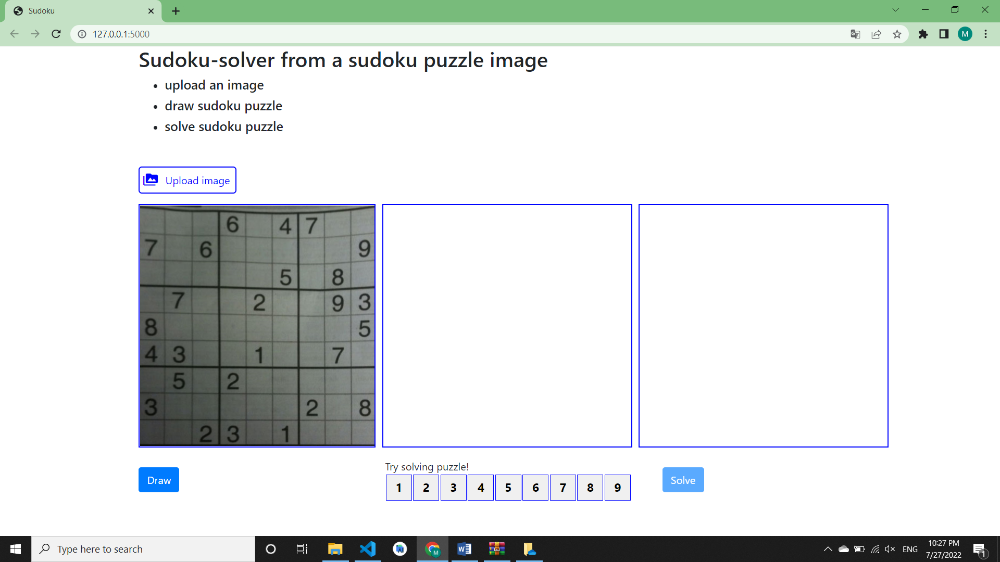 Sudoku
127.0.0.1:5000
M
Sudoku-solver from a sudoku puzzle image
• upload an image
• draw sudoku puzzle
• solve sudoku puzzle
Upload image
6 4 7
7 6 9
5 8
7 2 9 3
8 5
4 3 1 7
5 2
3 2 8
2 3 1
Try solving puzzle!
Draw
1 2 3 4 5 6 7 8 9
Solve
Type here to search
M
W
ENG
10:27 PM
7/27/2022
1